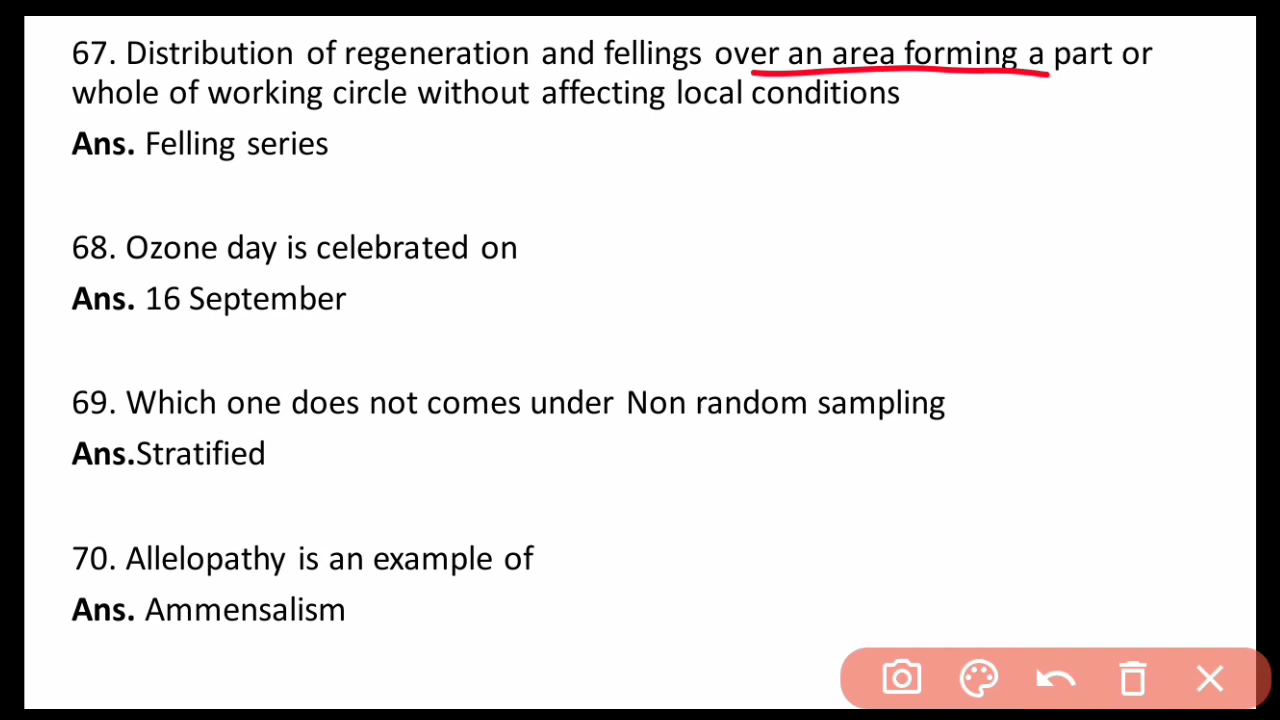 67. Distribution of regeneration and fellings over an area forming a part or
whole of working circle without affecting local conditions
Ans. Felling series
68. Ozone day is celebrated on
Ans. 16 September
69. Which one does not comes under Non random sampling
Ans.Stratified
70. Allelopathy is an example of
Ans. Ammensalism